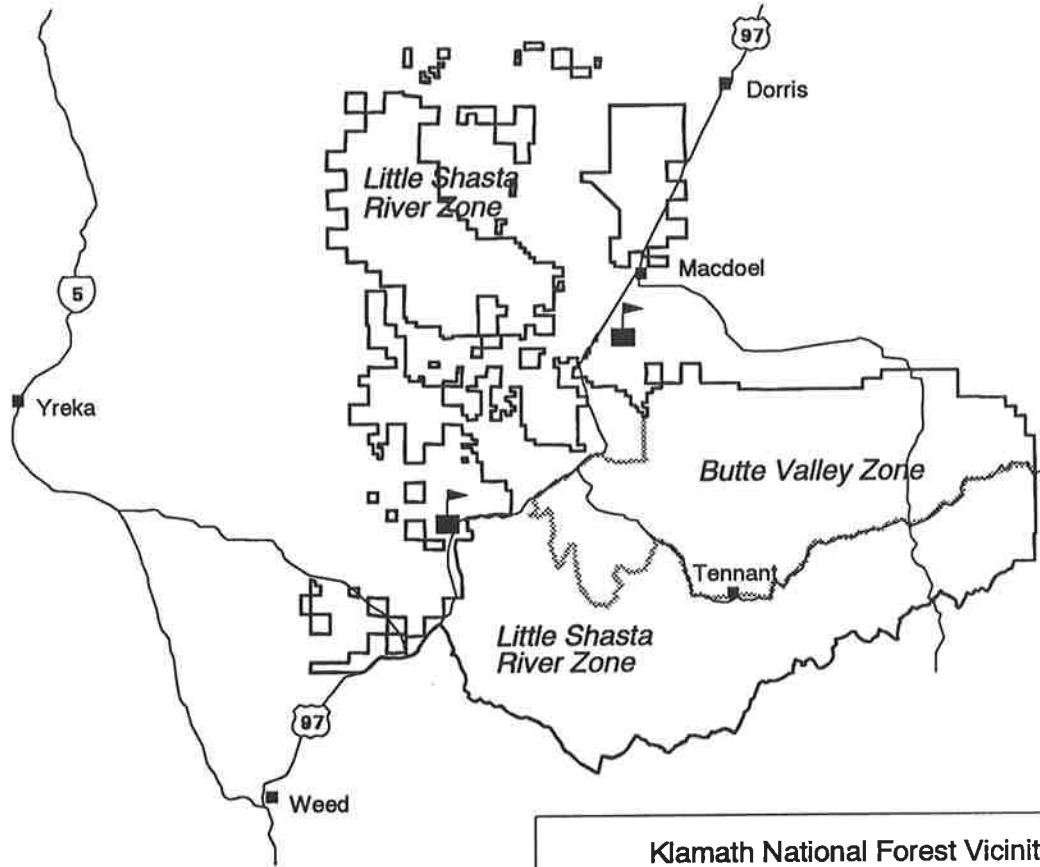 97
Dorris
Little Shasta
River Zone
Macdoel
5
Yreka
Butte Valley Zone
Tennant
Little Shasta
River Zone
97
Weed
Klamath National Forest Vicinit